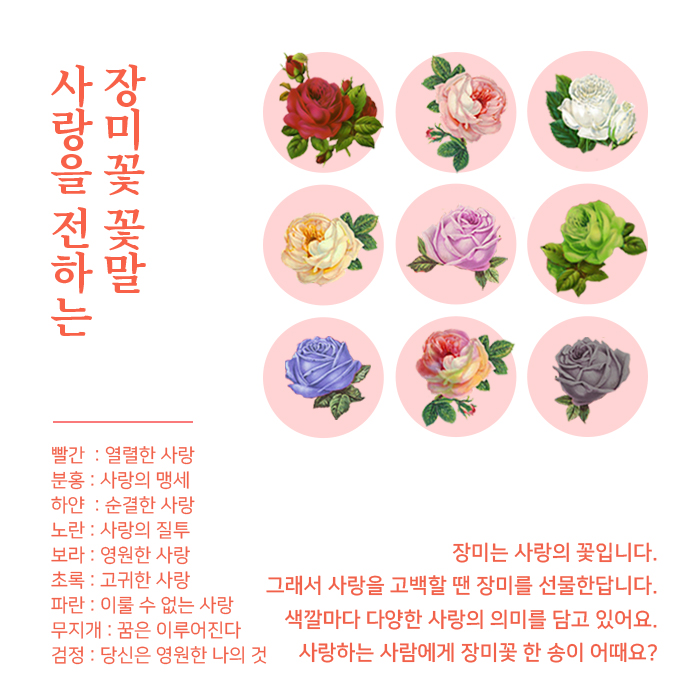 사랑을 전하는
장미꽃 꽃말
빨간 : 열렬한 사랑
분홍 : 사랑의 맹세
하얀 : 순결한 사랑
노란 : 사랑의 질투
보라 : 영원한 사랑
초록 : 고귀한 사랑
파란 : 이룰 수 없는 사랑
무지개 : 꿈은 이루어진다
검정 : 당신은 영원한 나의 것
장미는 사랑의 꽃입니다.
그래서 사랑을 고백할 땐 장미를 선물한답니다.
색깔마다 다양한 사랑의 의미를 담고 있어요.
사랑하는 사람에게 장미꽃 한 송이 어때요?